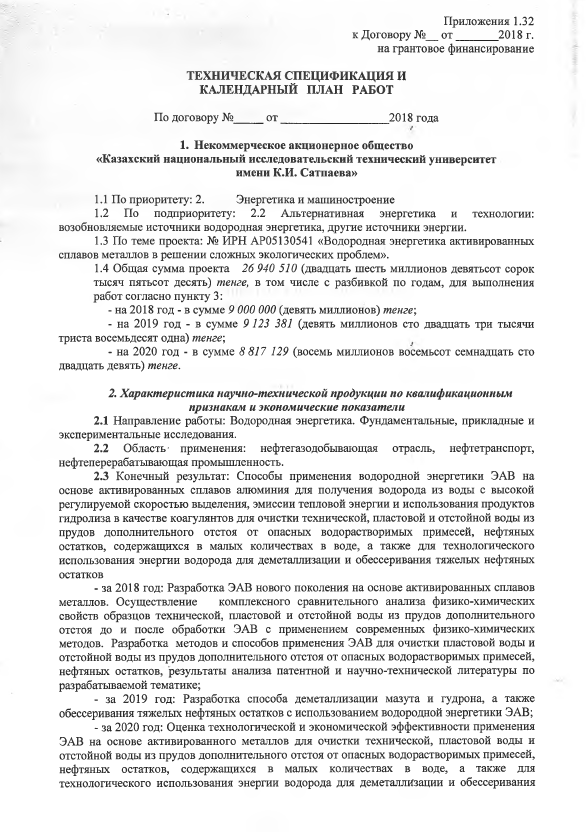 Приложения 1.32
к Договору №__ от _______2018 г.
на грантовое финансирование
ТЕХНИЧЕСКАЯ СПЕЦИФИКАЦИЯ И
КАЛЕНДАРНЫЙ ПЛАН РАБОТ
По договору №_____ от __________________2018 года
1. Некоммерческое акционерное общество
«Казахский национальный исследовательский технический университет
имени К.И. Сатпаева»
1.1 По приоритету: 2. Энергетика и машиностроение
1.2 По подприоритету: 2.2 Альтернативная энергетика и технологии:
возобновляемые источники водородная энергетика, другие источники энергии.
1.3 По теме проекта: № ИРН АР05130541 «Водородная энергетика активированных
сплавов металлов в решении сложных экологических проблем».
1.4 Общая сумма проекта 26 940 510 (двадцать шесть миллионов девятьсот сорок
тысяч пятьсот десять) тенге, в том числе с разбивкой по годам, для выполнения
работ согласно пункту 3:
- на 2018 год - в сумме 9 000 000 (девять миллионов) тенге;
- на 2019 год - в сумме 9 123 381 (девять миллионов сто двадцать три тысячи
триста восемьдесят одна) тенге;
- на 2020 год - в сумме 8 817 129 (восемь миллионов восемьсот семнадцать сто
двадцать девять) тенге.
2. Характеристика научно-технической продукции по квалификационным
признакам и экономические показатели
2.1 Направление работы: Водородная энергетика. Фундаментальные, прикладные и
экспериментальные исследования.
2.2 Область применения: нефтегазодобывающая отрасль, нефтетранспорт,
нефтеперерабатывающая промышленность.
2.3 Конечный результат: Способы применения водородной энергетики ЭАВ на
основе активированных сплавов алюминия для получения водорода из воды с высокой
регулируемой скоростью выделения, эмиссии тепловой энергии и использования продуктов
гидролиза в качестве коагулянтов для очистки технической, пластовой и отстойной воды из
прудов дополнительного отстоя от опасных водорастворимых примесей, нефтяных
остатков, содержащихся в малых количествах в воде, а также для технологического
использования энергии водорода для деметаллизации и обессеривания тяжелых нефтяных
остатков
- за 2018 год: Разработка ЭАВ нового поколения на основе активированных сплавов
металлов. Осуществление комплексного сравнительного анализа физико-химических
свойств образцов технической, пластовой и отстойной воды из прудов дополнительного
отстоя до и после обработки ЭАВ с применением современных физико-химических
методов. Разработка методов и способов применения ЭАВ для очистки пластовой воды и
отстойной воды из прудов дополнительного отстоя от опасных водорастворимых примесей,
нефтяных остатков, результаты анализа патентной и научно-технической литературы по
разрабатываемой тематике;
- за 2019 год: Разработка способа деметаллизации мазута и гудрона, а также
обессеривания тяжелых нефтяных остатков с использованием водородной энергетики ЭАВ;
- за 2020 год: Оценка технологической и экономической эффективности применения
ЭАВ на основе активированного металлов для очистки технической, пластовой воды и
отстойной воды из прудов дополнительного отстоя от опасных водорастворимых примесей,
нефтяных остатков, содержащихся в малых количествах в воде, а также для
технологического использования энергии водорода для деметаллизации и обессеривания